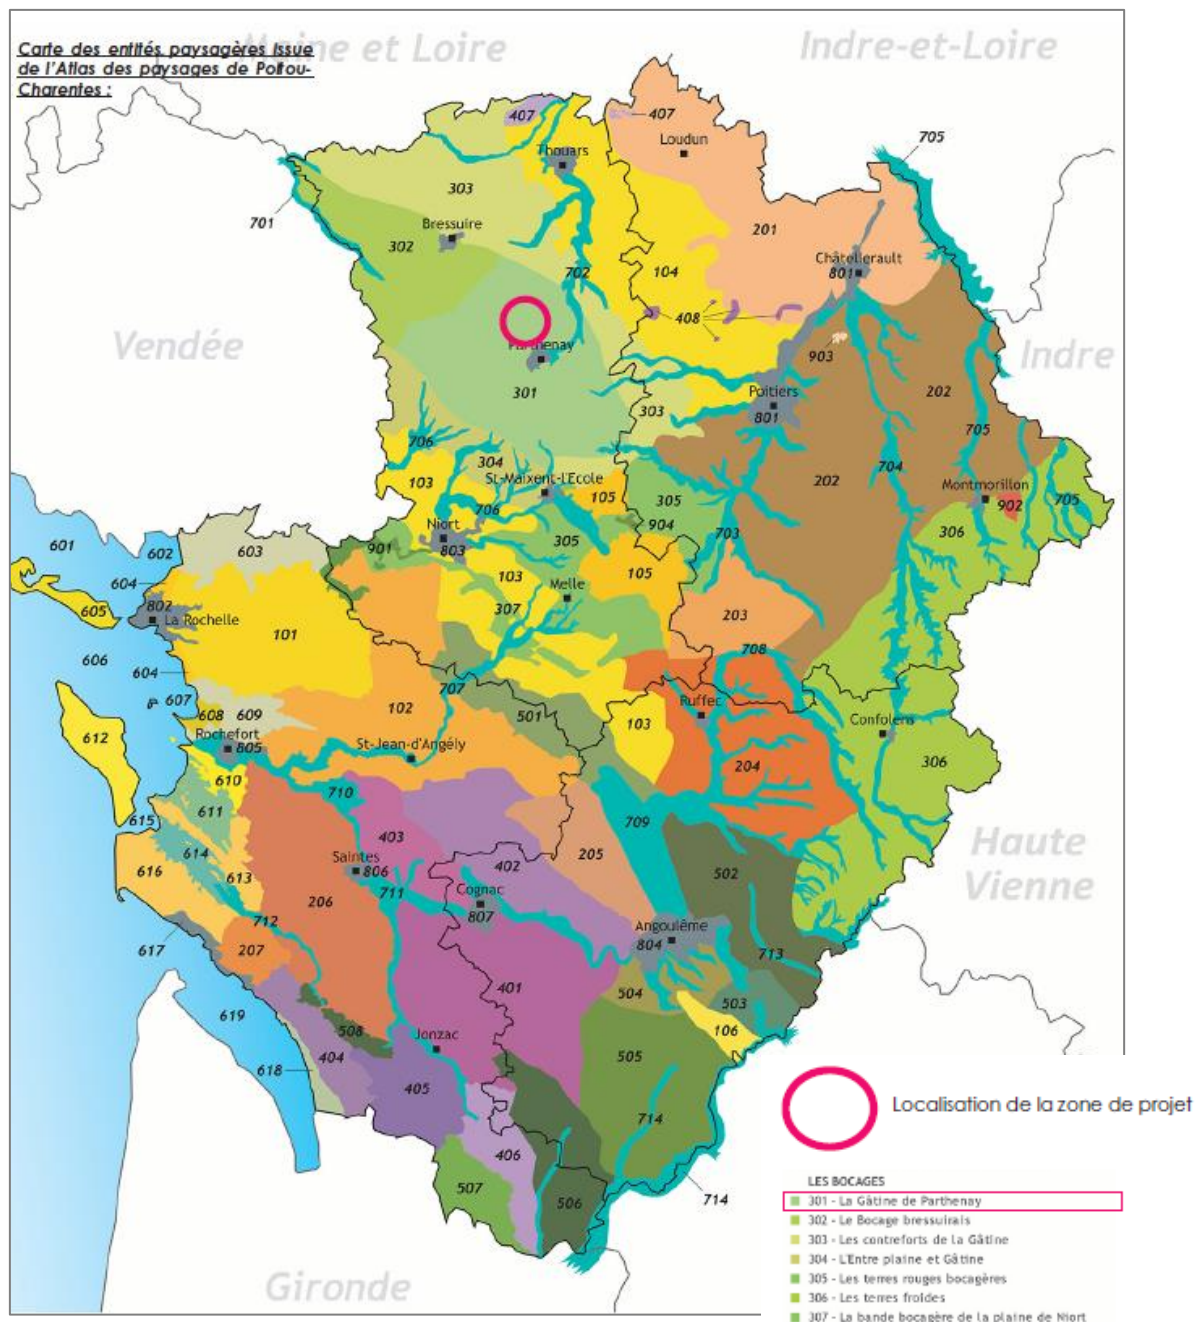 Carte des entités paysagères issue
de l'Atlas des paysages de Poitou-
Charentes :
Maine et Loire
Indre-et-Loire
407
407
Loudun
705
Thouars
303
701
Bressuire
302
201
Châtellerault
801
702
104
408
Vendée
Parthenay
903
Indre
301
Poitiers
801
303
202
705
706
304
103
St-Maixent-l'Ecole
105
305
202
704
Montmorillon
902
705
706
904
306
Niort
803
305
703
601
602
603
901
604
103
105
Melle
605
802
La Rochelle
307
203
101
606
604
708
607
707
608
609
102
501
103
Ruffec
Confolens
612
Rochefort
805
St-Jean-d'Angély
306
610
204
710
611
615
709
403
614
205
Haute
Vienne
616
613
Saintes
806
402
502
711
Cognac
807
206
712
Angoulême
804
617
207
713
401
504
503
619
106
508
Jonzac
505
618
404
405
714
406
507
506
714
Gironde
Localisation de la zone de projet
LES BOCAGES
301 - La Gâtine de Parthenay
302 - Le Bocage bressuirais
303 - Les contreforts de la Gâtine
304 - L'Entre plaine et Gâtine
305 - Les terres rouges bocagères
306 - Les terres froides
307 - La bande bocagère de la plaine de Niort